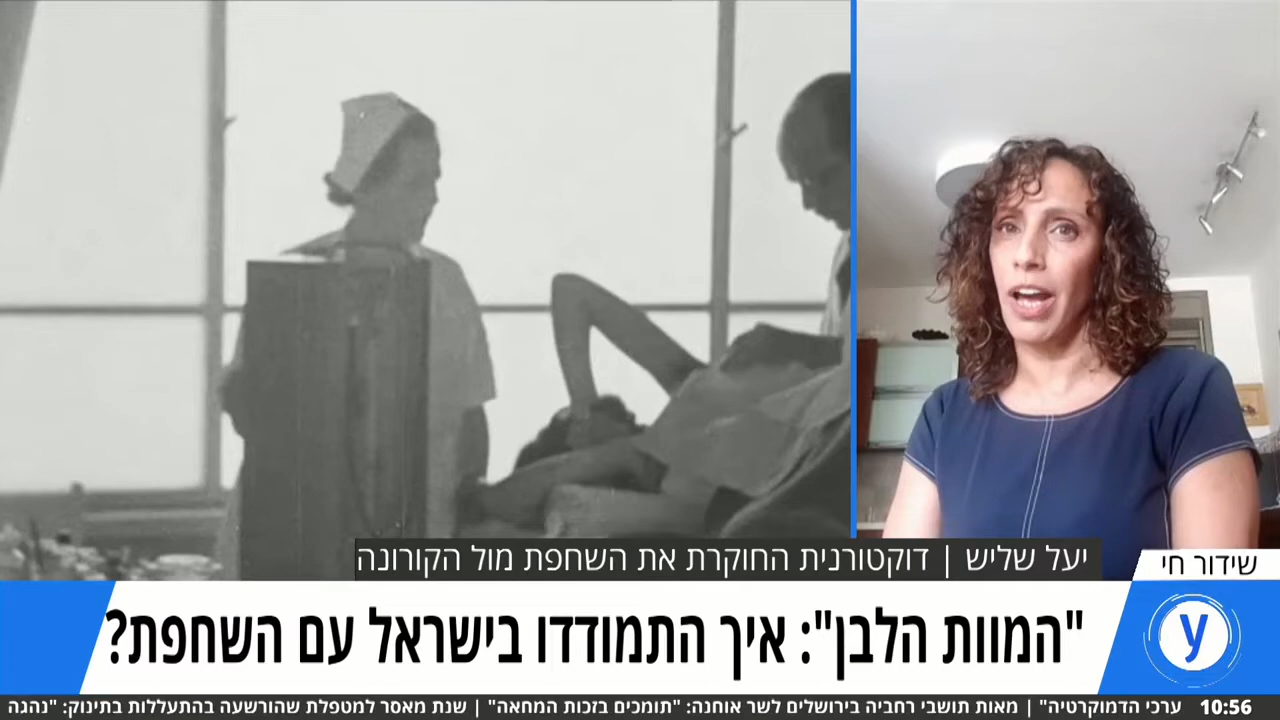 יעל שליש | דוקטורנית החוקרת את השחפת מול הקורונה
שידור חי
"המוות הלבן": איך התמודדו בישראל עם השחפת?
y
10:56 ערכי הדמוקרטיה" | מאות תושבי רחביה בירושלים לשר אוחנה: "תומכים בזכות המחאה" | שנת מאסר למטפלת שהורשעה בהתעללות בתינוק: "נהגה